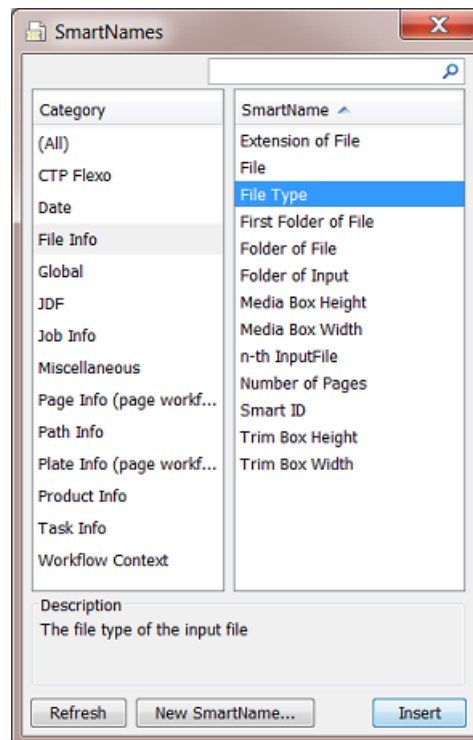 SmartNames
X
Category
(All)
CTP Flexo
Date
File Info
Global
JDF
Job Info
Miscellaneous
Page Info (page workf...
Path Info
Plate Info (page workf...
Product Info
Task Info
Workflow Context
SmartName
Extension of File
File
File Type
First Folder of File
Folder of File
Folder of Input
Media Box Height
Media Box Width
n-th InputFile
Number of Pages
Smart ID
Trim Box Height
Trim Box Width
Description
The file type of the input file
Refresh
New SmartName...
Insert